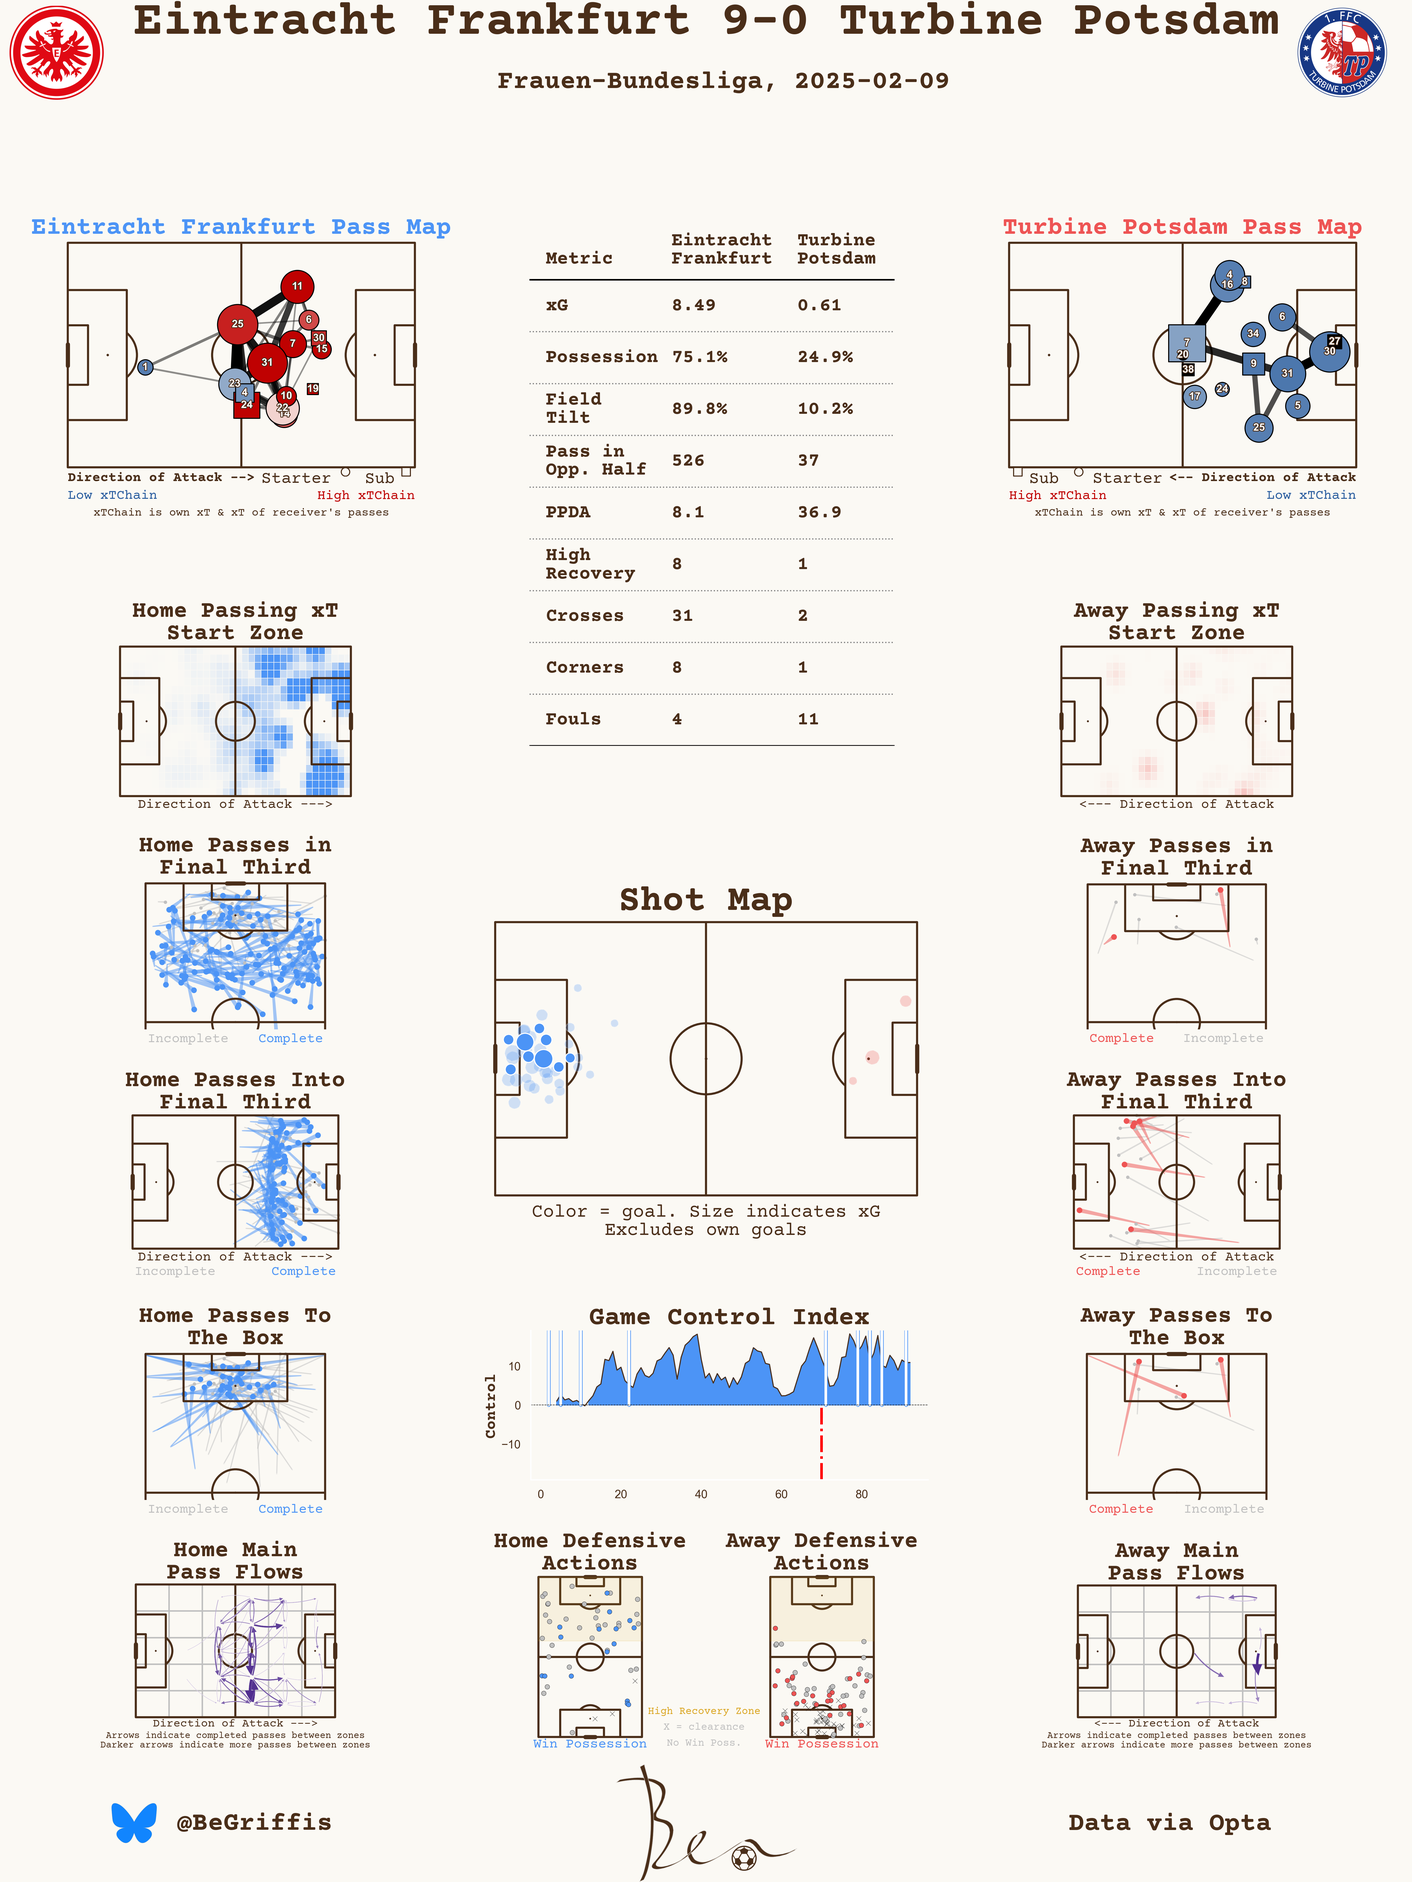 Eintracht Frankfurt 9-0 Turbine Potsdam
Frauen-Bundesliga, 2025-02-09
1. FFC
TP
TURBINE POTSDAM
Eintracht Frankfurt Pass Map
11
25
6
30
7
15
31
1
23
4
24
10
19
22
14
Direction of Attack --> Starter Sub
Low xTChain High xTChain
xTChain is own xT & xT of receiver's passes
Metric Eintracht Frankfurt Turbine Potsdam
xG 8.49 0.61
Possession 75.1% 24.9%
Field Tilt 89.8% 10.2%
Pass in Opp. Half 526 37
PPDA 8.1 36.9
High Recovery 8 1
Crosses 31 2
Corners 8 1
Fouls 4 11
Turbine Potsdam Pass Map
4
16
8
6
34
7
20
38
27
30
9
31
24
17
5
25
Sub Starter <-- Direction of Attack
High xTChain Low xTChain
xTChain is own xT & xT of receiver's passes
Home Passing xT
Start Zone
Direction of Attack --->
Away Passing xT
Start Zone
<--- Direction of Attack
Home Passes in
Final Third
Incomplete Complete
Away Passes in
Final Third
Complete Incomplete
Shot Map
Color = goal. Size indicates xG
Excludes own goals
Home Passes Into
Final Third
Direction of Attack --->
Incomplete Complete
Away Passes Into
Final Third
<--- Direction of Attack
Complete Incomplete
Home Passes To
The Box
Incomplete Complete
Game Control Index
Control
10
0
−10
0 20 40 60 80
Away Passes To
The Box
Complete Incomplete
Home Main
Pass Flows
Direction of Attack --->
Arrows indicate completed passes between zones
Darker arrows indicate more passes between zones
Home Defensive
Actions
Win Possession
High Recovery Zone
X = clearance
No Win Poss.
Away Defensive
Actions
Win Possession
Away Main
Pass Flows
<--- Direction of Attack
Arrows indicate completed passes between zones
Darker arrows indicate more passes between zones
@BeGriffis
Ben
Data via Opta